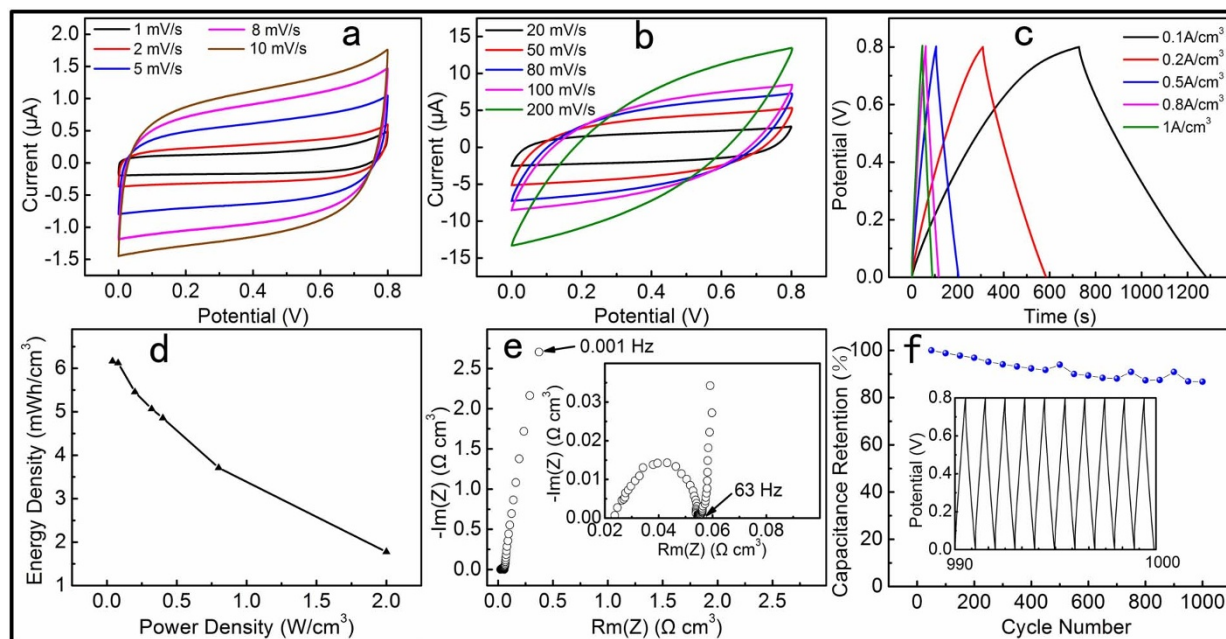 a
1 mV/s
8 mV/s
2 mV/s
10 mV/s
5 mV/s
Current (μA)
2.0
1.5
1.0
0.5
0.0
-0.5
-1.0
-1.5
0.0 0.2 0.4 0.6 0.8
Potential (V)
b
20 mV/s
50 mV/s
80 mV/s
100 mV/s
200 mV/s
Current (μA)
15
10
5
0
-5
-10
-15
0.0 0.2 0.4 0.6 0.8
Potential (V)
c
0.1A/cm³
0.2A/cm³
0.5A/cm³
0.8A/cm³
1A/cm³
Potential (V)
0.8
0.6
0.4
0.2
0.0
0 200 400 600 800 1000 1200
Time (s)
d
Energy Density (mWh/cm³)
7
6
5
4
3
2
1
0.0 0.5 1.0 1.5 2.0
Power Density (W/cm³)
e
0.001 Hz
-Im(Z) (Ω cm³)
2.5
2.0
1.5
1.0
0.5
0.0
0.0 0.5 1.0 1.5 2.0 2.5
Rm(Z) (Ω cm³)
-Im(Z) (Ω cm³)
0.04
0.03
0.02
0.01
0.00
63 Hz
0.02 0.04 0.06 0.08
Rm(Z) (Ω cm³)
f
Capacitance Retention (%)
100
80
60
40
20
0
0 200 400 600 800 1000
Cycle Number
Potential (V)
0.8
0.6
0.4
0.2
0.0
990 1000